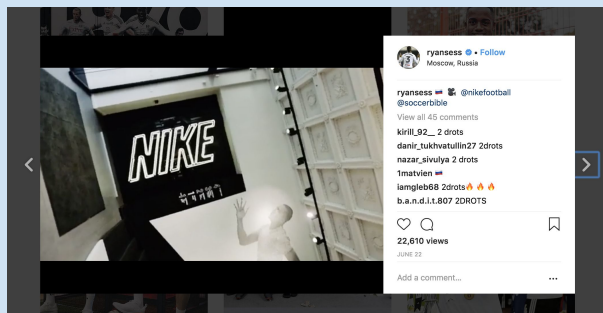 NIKE
ryansess • Follow
Moscow, Russia
ryansess @nikefootball
@soccerbible
View all 45 comments
kirill_92__ 2 drots
danir_tukhvatullin27 2drots
nazar_sivulya 2 drots
1matvien
iamgleb68 2drots🔥 🔥 🔥
b.a.n.d.i.t.807 2DROTS
22,610 views
JUNE 22
Add a comment...